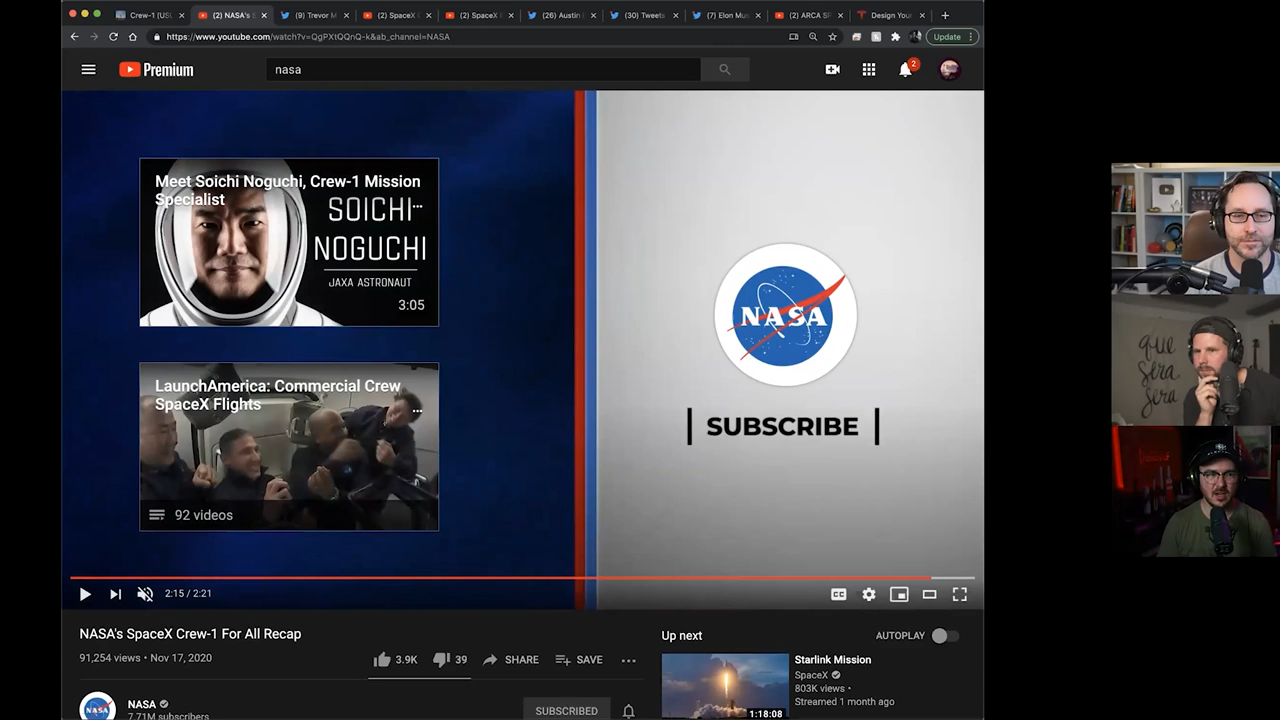 Crew-1 (US
(2) NASA's S
(9) Trevor M
(2) SpaceX
(2) SpaceX F
(26) Austin
(30) Tweets
(7) Elon Mus
(2) ARCA SP
Design Your
https://www.youtube.com/watch?v=QgPXtQQnQ-k&ab_channel=NASA
Update
Premium
nasa
2
Meet Soichi Noguchi, Crew-1 Mission
Specialist
SOICHI
NOGUCHI
JAXA ASTRONAUT
3:05
LaunchAmerica: Commercial Crew
SpaceX Flights
92 videos
NASA
SUBSCRIBE
que
sera
sera
2:15 / 2:21
CC
NASA's SpaceX Crew-1 For All Recap
91,254 views • Nov 17, 2020
3.9K
39
SHARE
SAVE
NASA
NASA
7.71M subscribers
SUBSCRIBED
Up next
AUTOPLAY
Starlink Mission
SpaceX
803K views •
Streamed 1 month ago
1:18:08